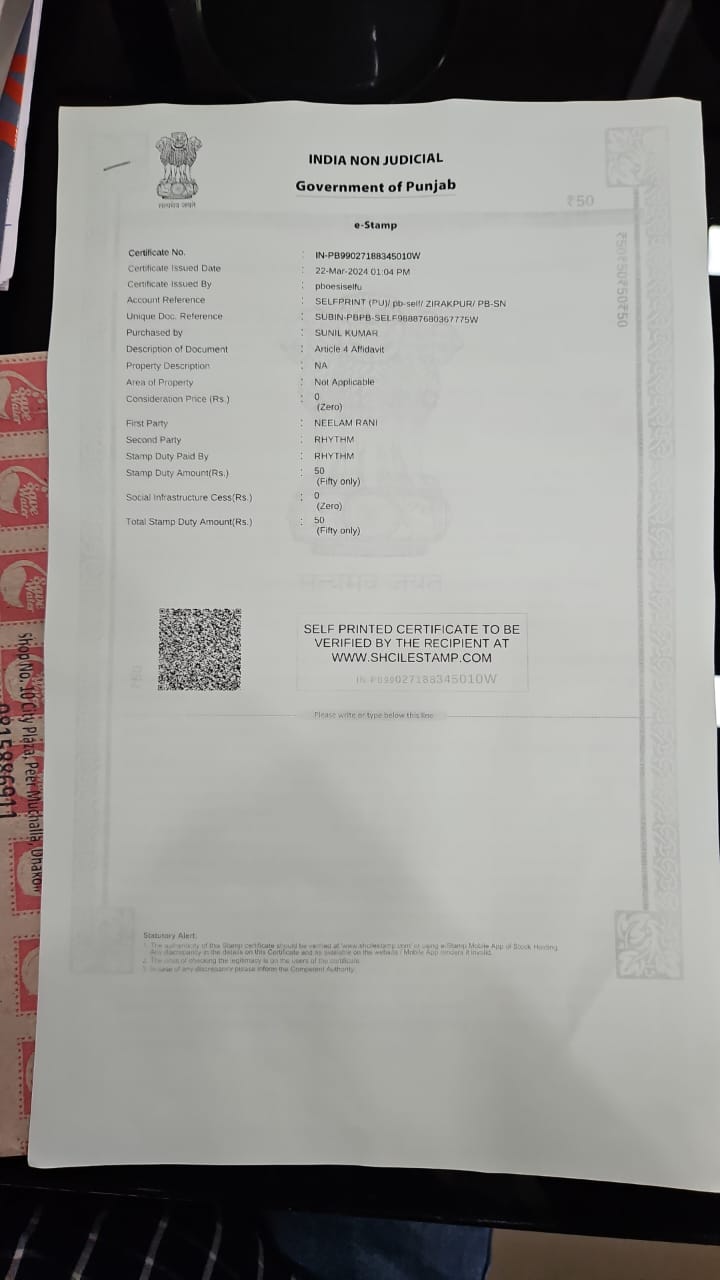 सत्यमेव जयते
INDIA NON JUDICIAL
Government of Punjab
₹50
e-Stamp
Certificate No. : IN-PB99027188345010W
Certificate Issued Date : 22-Mar-2024 01:04 PM
Certificate Issued By : pboesiselfu
Account Reference : SELFPRINT (PU)/ pb-self/ ZIRAKPUR/ PB-SN
Unique Doc. Reference : SUBIN-PBPB-SELF98887680367775W
Purchased by : SUNIL KUMAR
Description of Document : Article 4 Affidavit
Property Description : NA
Area of Property : Not Applicable
Consideration Price (Rs.) : 0
(Zero)
First Party : NEELAM RANI
Second Party : RHYTHM
Stamp Duty Paid By : RHYTHM
Stamp Duty Amount(Rs.) : 50
(Fifty only)
Social Infrastructure Cess(Rs.) : 0
(Zero)
Total Stamp Duty Amount(Rs.) : 50
(Fifty only)
₹50₹50₹50₹50
सत्यमेव जयते
SELF PRINTED CERTIFICATE TO BE
VERIFIED BY THE RECIPIENT AT
WWW.SHCILESTAMP.COM
IN-PB99027188345010W
Please write or type below this line
Statutory Alert:
1. The authenticity of this Stamp certificate should be verified at 'www.shcilestamp.com' or using e-Stamp Mobile App of Stock Holding.
Any discrepancy in the details on this Certificate and as available on the website / Mobile App renders it invalid.
2. The onus of checking the legitimacy is on the users of the certificate.
3. In case of any discrepancy please inform the Competent Authority.
Save
Water
Save
Water
Save
Water
Shop No. 10 City Plaza, Peer Muchalla, Dhakoli